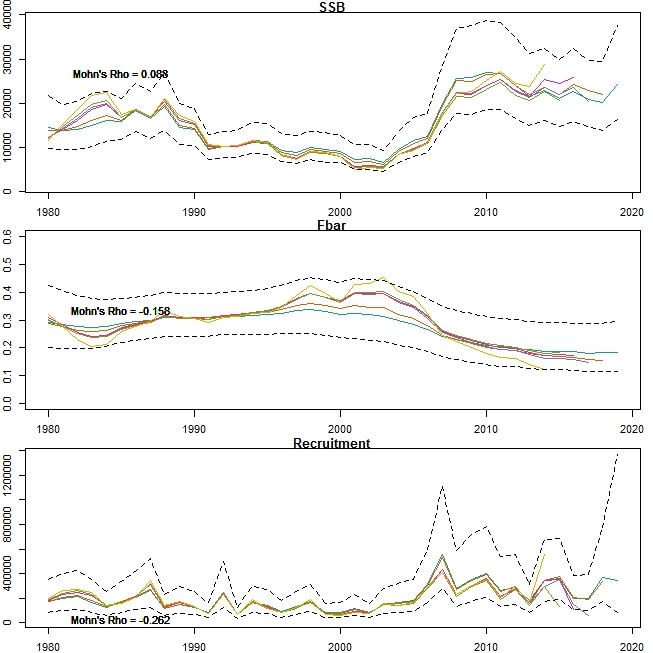 SSB
40000
30000
20000
10000
0
Mohn's Rho = 0.088
1980 1990 2000 2010 2020
Fbar
0.6
0.5
0.4
0.3
0.2
0.1
0.0
Mohn's Rho = -0.158
1980 1990 2000 2010 2020
Recruitment
1200000
800000
400000
0
Mohn's Rho = -0.262
1980 1990 2000 2010 2020